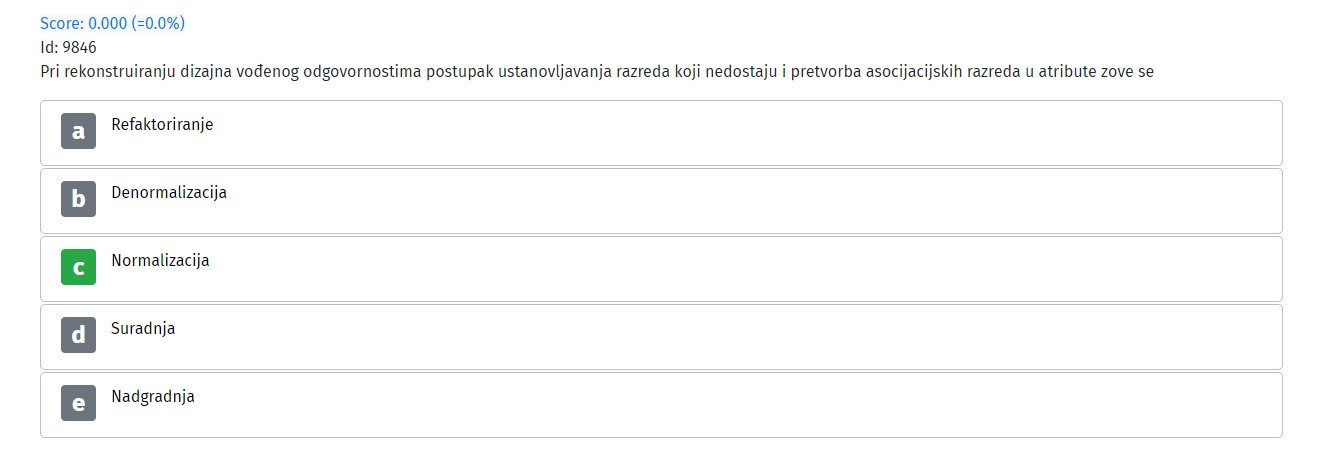 Score: 0.000 (=0.0%)
Id: 9846
Pri rekonstruiranju dizajna vođenog odgovornostima postupak ustanovljavanja razreda koji nedostaju i pretvorba asocijacijskih razreda u atribute zove se
a Refaktoriranje
b Denormalizacija
c Normalizacija
d Suradnja
e Nadgradnja